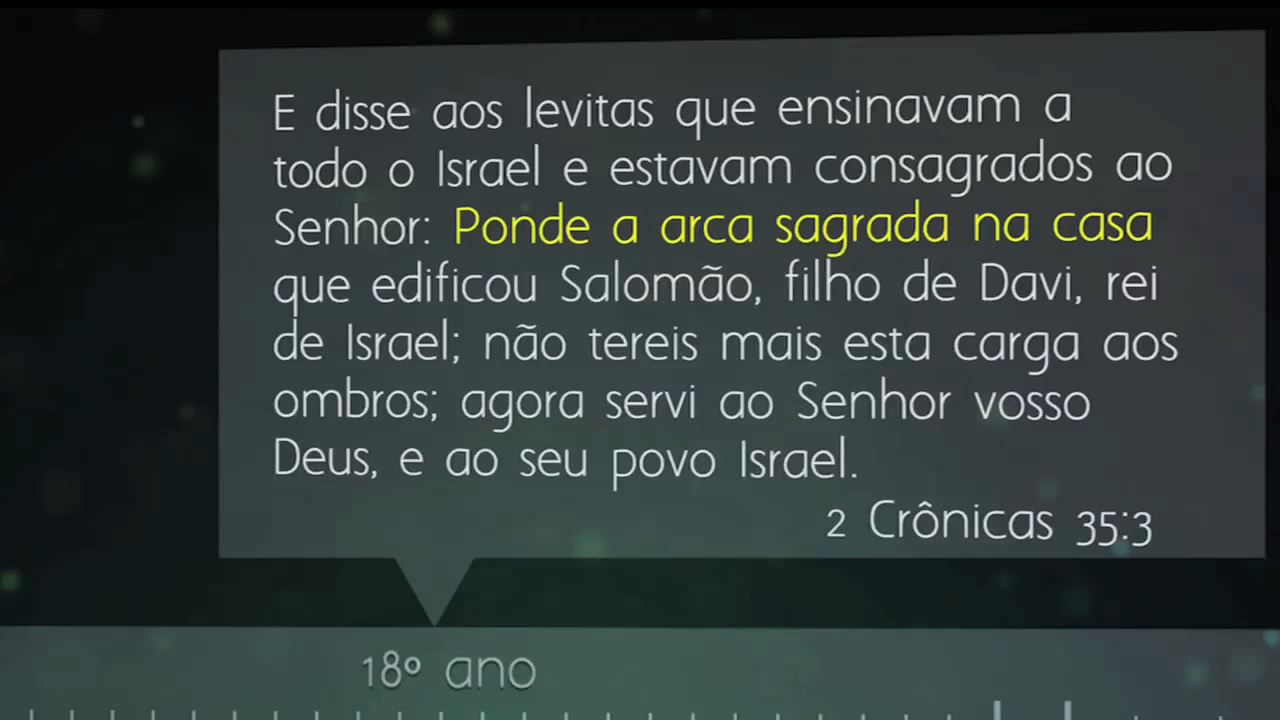 E disse aos levitas que ensinavam a
todo o Israel e estavam consagrados ao
Senhor: Ponde a arca sagrada na casa
que edificou Salomão, filho de Davi, rei
de Israel; não tereis mais esta carga aos
ombros; agora servi ao Senhor vosso
Deus, e ao seu povo Israel.
2 Crônicas 35:3
18º ano